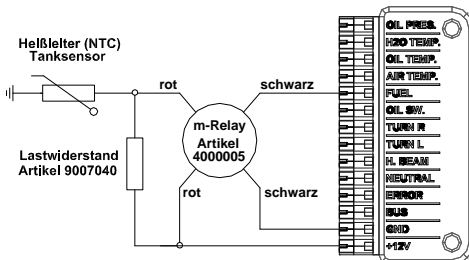 Heißleiter (NTC)
Tanksensor
rot
schwarz
m-Relay
Artikel
4000005
Lastwiderstand
Artikel 9007040
rot
schwarz
OIL PRES.
H2O TEMP.
OIL TEMP.
AIR TEMP.
FUEL
OIL SW.
TURN R
TURN L
H. BEAM
NEUTRAL
ERROR
BUS
GND
+12V